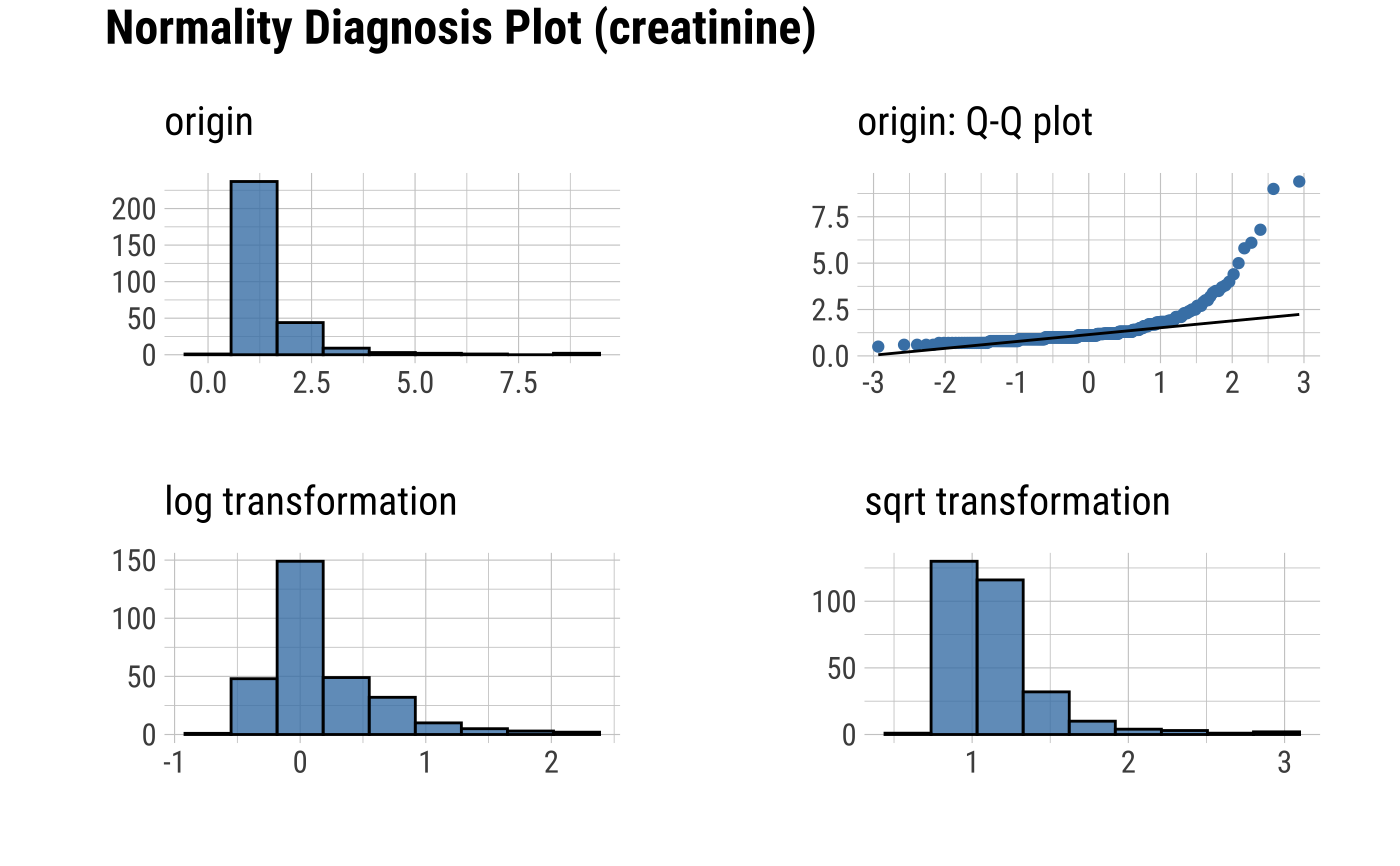 Normality Diagnosis Plot (creatinine)
origin
200
150
100
50
0
0.0 2.5 5.0 7.5
origin: Q-Q plot
7.5
5.0
2.5
0.0
-3 -2 -1 0 1 2 3
log transformation
150
100
50
0
-1 0 1 2
sqrt transformation
100
50
0
1 2 3